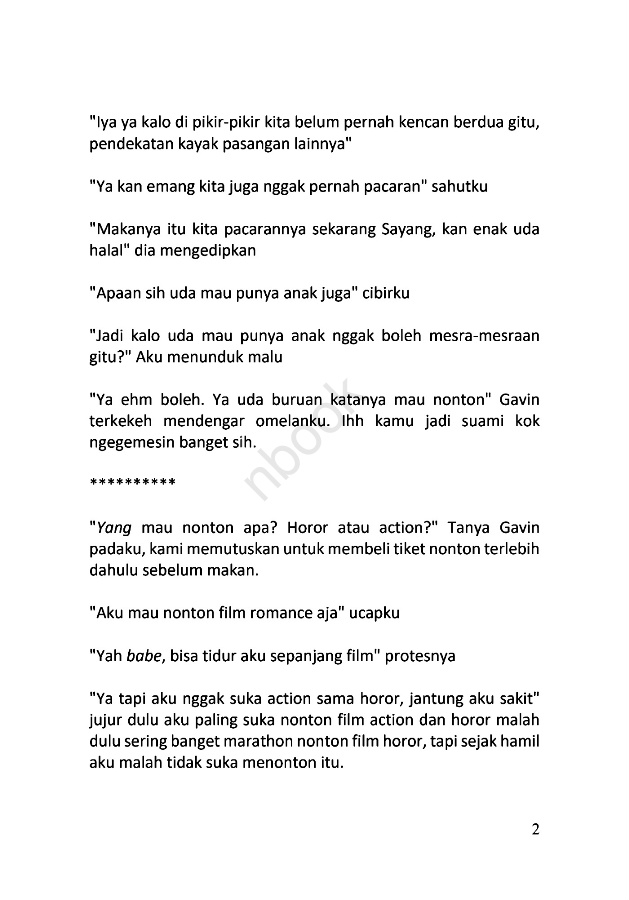 "Iya ya kalo di pikir-pikir kita belum pernah kencan berdua gitu,
pendekatan kayak pasangan lainnya"
"Ya kan emang kita juga nggak pernah pacaran" sahutku
"Makanya itu kita pacarannya sekarang Sayang, kan enak uda
halal" dia mengedipkan
"Apaan sih uda mau punya anak juga" cibirku
"Jadi kalo uda mau punya anak nggak boleh mesra-mesraan
gitu?" Aku menunduk malu
"Ya ehm boleh. Ya uda buruan katanya mau nonton" Gavin
terkekeh mendengar omelanku. Ihh kamu jadi suami kok
ngegemesin banget sih.
nbook
**********
"Yang mau nonton apa? Horor atau action?" Tanya Gavin
padaku, kami memutuskan untuk membeli tiket nonton terlebih
dahulu sebelum makan.
"Aku mau nonton film romance aja" ucapku
"Yah babe, bisa tidur aku sepanjang film" protesnya
"Ya tapi aku nggak suka action sama horor, jantung aku sakit"
jujur dulu aku paling suka nonton film action dan horor malah
dulu sering banget marathon nonton film horor, tapi sejak hamil
aku malah tidak suka menonton itu.
2